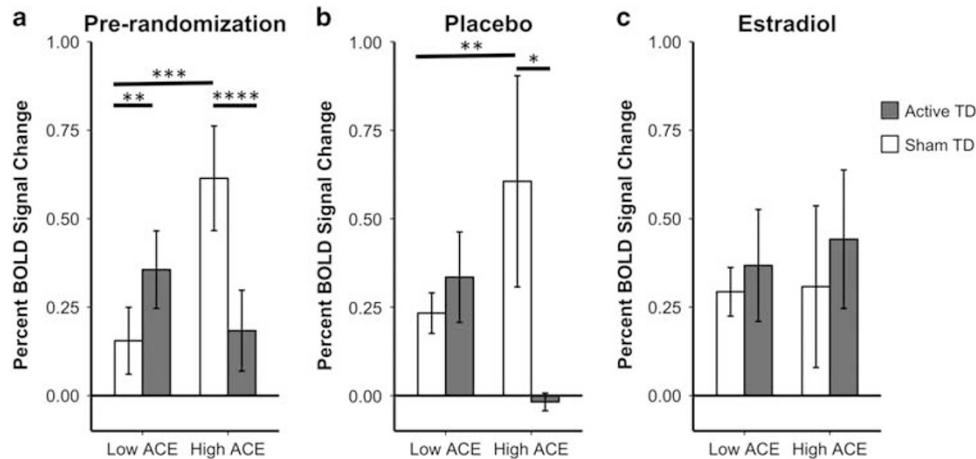 a Pre-randomization
b Placebo
c Estradiol
Percent BOLD Signal Change
1.00
0.75
0.50
0.25
0.00
***
**
****
Low ACE High ACE
Percent BOLD Signal Change
1.00
0.75
0.50
0.25
0.00
**
*
Low ACE High ACE
Percent BOLD Signal Change
1.00
0.75
0.50
0.25
0.00
Low ACE High ACE
Active TD
Sham TD